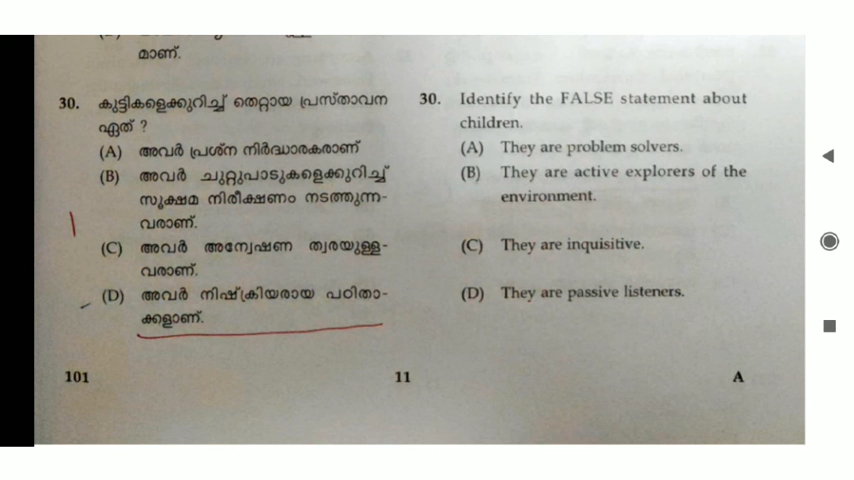 മാണ്.
30. കുട്ടികളെക്കുറിച്ച് തെറ്റായ പ്രസ്താവന
ഏത് ?
(A) അവർ പ്രശ്ന നിർദ്ധാരകരാണ്
(B) അവർ ചുറ്റുപാടുകളെക്കുറിച്ച്
സൂക്ഷമ നിരീക്ഷണം നടത്തുന്ന-
വരാണ്.
(C) അവർ അന്വേഷണ ത്വരയുള്ള-
വരാണ്.
(D) അവർ നിഷ്ക്രിയരായ പഠിതാ-
ക്കളാണ്.
30. Identify the FALSE statement about
children.
(A) They are problem solvers.
(B) They are active explorers of the
environment.
(C) They are inquisitive.
(D) They are passive listeners.
101
11
A